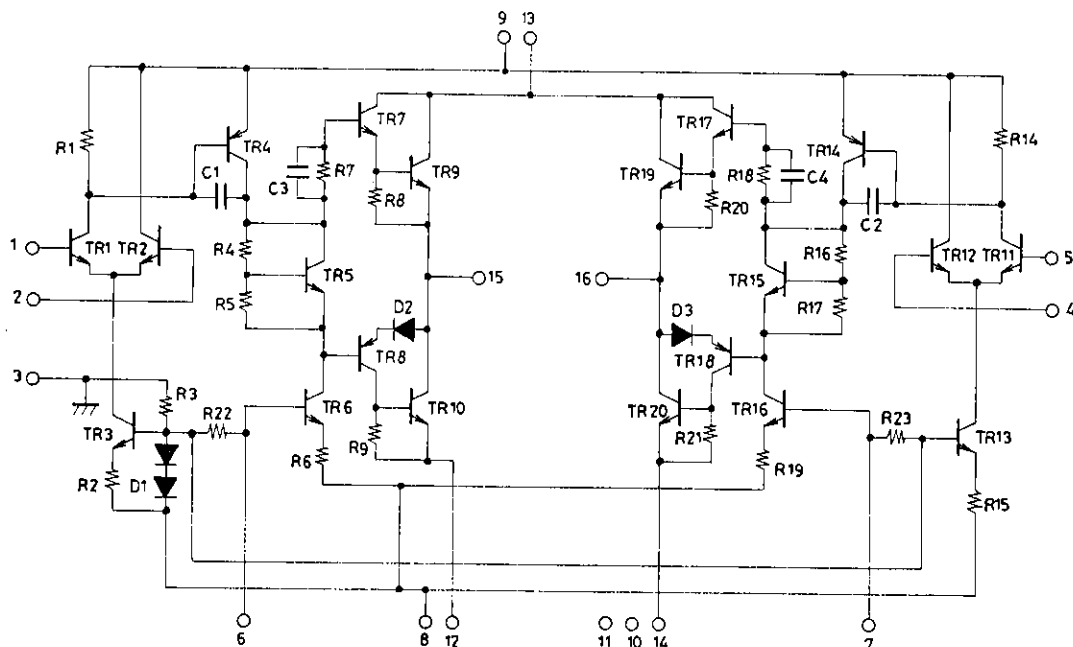 9 13
R1
TR4
TR7
TR17
TR14
R14
C1
C3
R7
R8
TR9
TR19
R18
C4
R20
C2
1
TR1
TR2
R4
TR5
R16
TR15
TR12
TR11
5
2
R5
15
16
R17
4
D2
D3
TR8
TR18
3
R3
R22
TR6
TR10
TR20
TR16
R23
TR3
R9
R21
TR13
R2
D1
R6
R19
R15
6
8
12
11
10
14
7